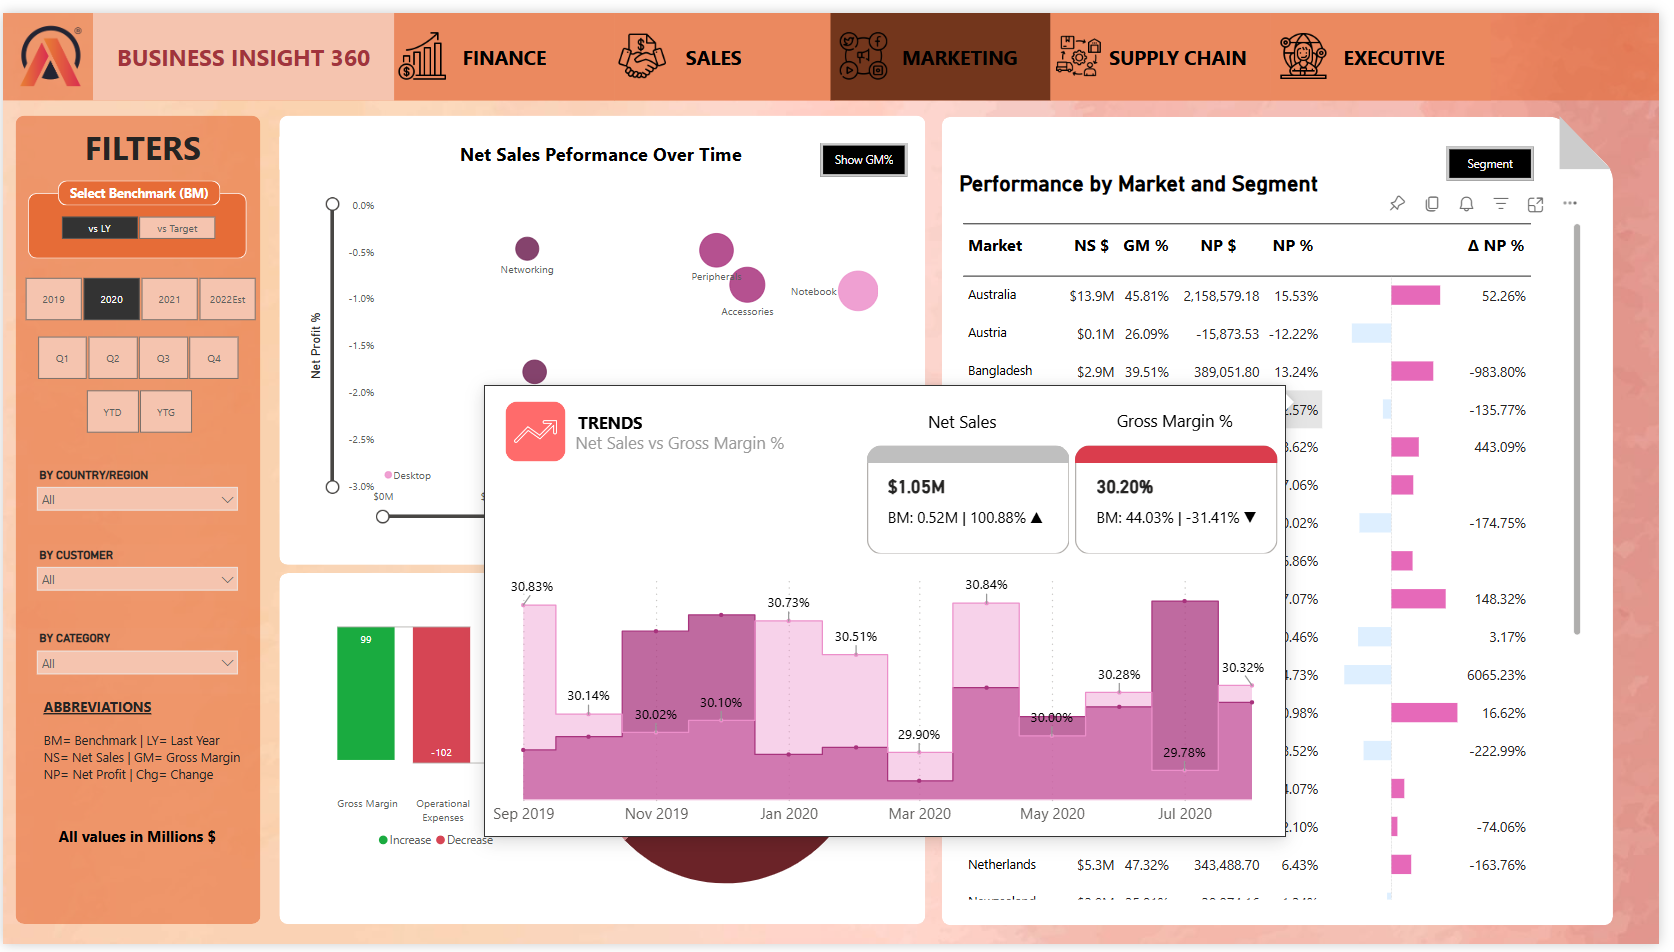 BUSINESS INSIGHT 360
FINANCE
SALES
MARKETING
SUPPLY CHAIN
EXECUTIVE
FILTERS
Select Benchmark (BM)
vs LY
vs Target
2019
2020
2021
2022Est
Q1
Q2
Q3
Q4
YTD
YTG
BY COUNTRY/REGION
All
BY CUSTOMER
All
BY CATEGORY
All
ABBREVIATIONS
BM= Benchmark | LY= Last Year
NS= Net Sales | GM= Gross Margin
NP= Net Profit | Chg= Change
All values in Millions $
Net Sales Peformance Over Time
Show GM%
Net Profit %
0.0%
-0.5%
-1.0%
-1.5%
-2.0%
-2.5%
-3.0%
$0M
Networking
Peripherals
Accessories
Notebook
Desktop
99
-102
Gross Margin
Operational
Expenses
Increase
Decrease
TRENDS
Net Sales vs Gross Margin %
Net Sales
$1.05M
BM: 0.52M | 100.88% ▲
Gross Margin %
30.20%
BM: 44.03% | -31.41% ▼
30.83%
30.14%
30.02%
30.10%
30.73%
30.51%
29.90%
30.84%
30.00%
30.28%
29.78%
30.32%
Sep 2019
Nov 2019
Jan 2020
Mar 2020
May 2020
Jul 2020
Segment
Performance by Market and Segment
Market NS $ GM % NP $ NP % Δ NP %
Australia $13.9M 45.81% 2,158,579.18 15.53% 52.26%
Austria $0.1M 26.09% -15,873.53 -12.22%
Bangladesh $2.9M 39.51% 389,051.80 13.24% -983.80%
.57% -135.77%
.62% 443.09%
.06%
.02% -174.75%
.86%
.07% 148.32%
.46% 3.17%
.73% 6065.23%
.98% 16.62%
.52% -222.99%
.07%
.10% -74.06%
Netherlands $5.3M 47.32% 343,488.70 6.43% -163.76%